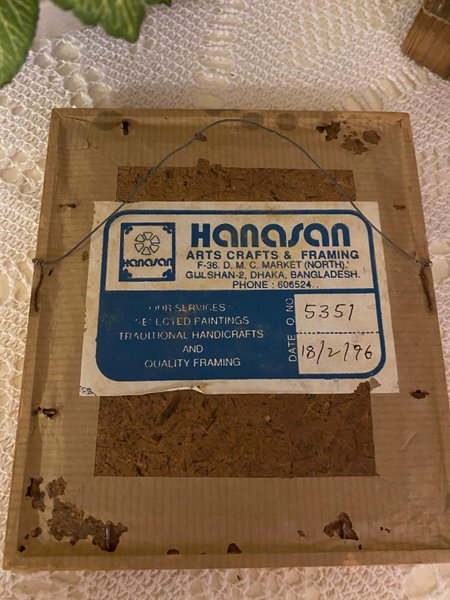 Hanasan
Hanasan
ARTS CRAFTS & FRAMING
F-36, D. M. C. MARKET (NORTH),
GULSHAN-2, DHAKA, BANGLADESH.
PHONE : 606524
OUR SERVICES :
SELECTED PAINTINGS
TRADITIONAL HANDICRAFTS
AND
QUALITY FRAMING
O. NO
5351
DATE
18/2/96